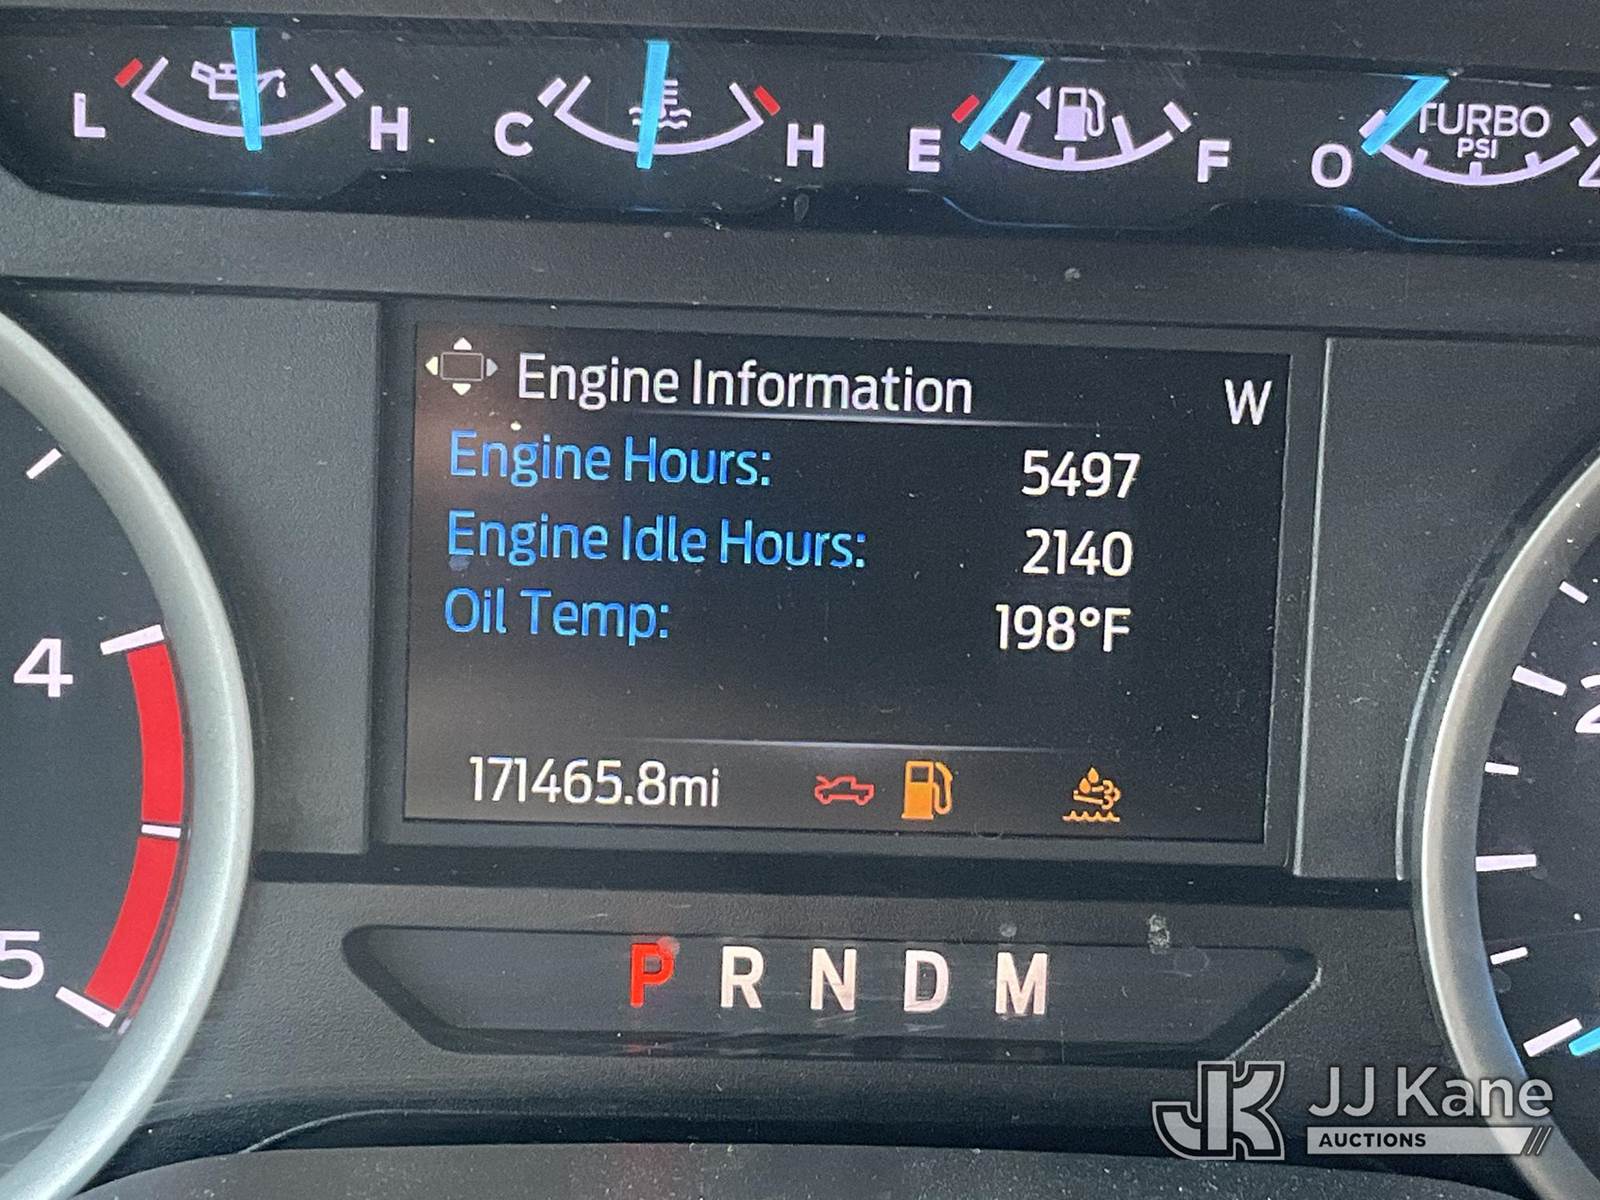 L H C H E F O TURBO
PSI
Engine Information W
Engine Hours: 5497
Engine Idle Hours: 2140
Oil Temp: 198°F
171465.8mi
4
5
2
P R N D M
JJ Kane
AUCTIONS